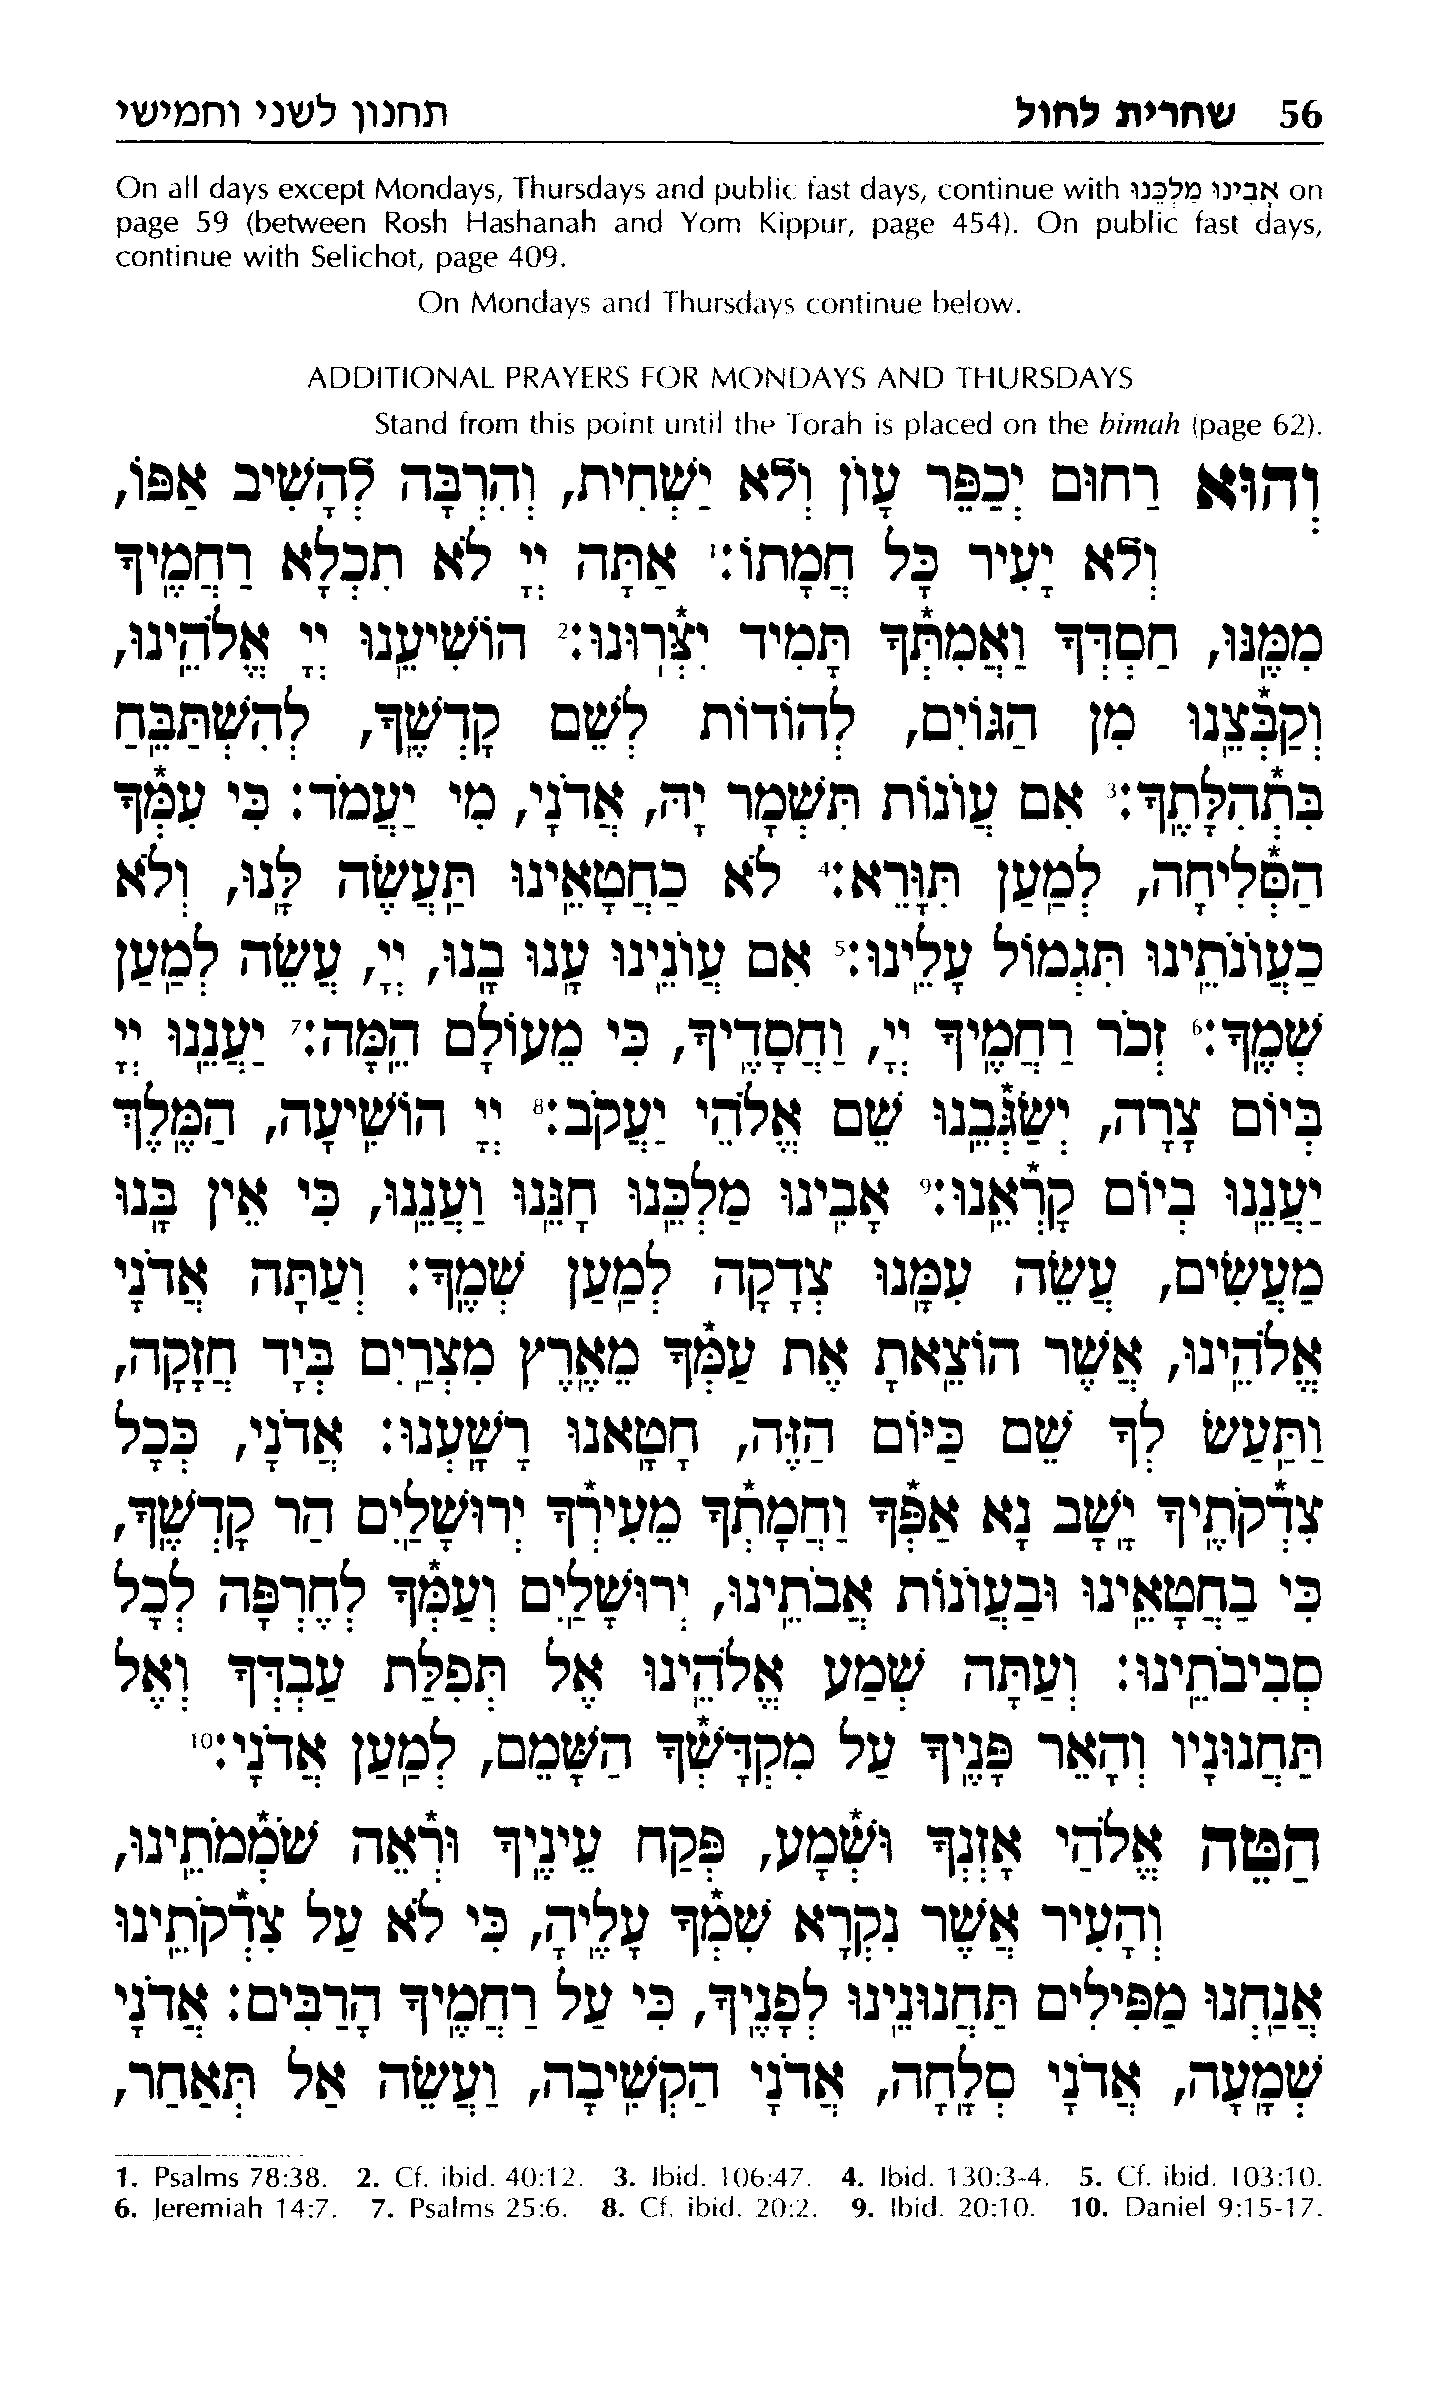 56 שחרית לחול תחנון לשני וחמישי
On all days except Mondays, Thursdays and public fast days, continue with אָבִינוּ מַלְכֵּנוּ on
page 59 (between Rosh Hashanah and Yom Kippur, page 454). On public fast days,
continue with Selichot, page 409.
On Mondays and Thursdays continue below.
ADDITIONAL PRAYERS FOR MONDAYS AND THURSDAYS
Stand from this point until the Torah is placed on the bimah (page 62).
וְהוּא רַחוּם יְכַפֵּר עָוֹן וְלֹא יַשְׁחִית, וְהִרְבָּה לְהָשִׁיב אַפּוֹ,
וְלֹא יָעִיר כָּל חֲמָתוֹ:1 אַתָּה יְיָ לֹא תִכְלָא רַחֲמֶֽיךָ
מִמֶּֽנּוּ, חַסְדְּךָ וַאֲמִתְּֿךָ תָּמִיד יִצְּֿרוּנוּ:2 הוֹשִׁיעֵֽנוּ יְיָ אֱלֹהֵֽינוּ,
וְקַבְּֿצֵֽנוּ מִן הַגּוֹיִם, לְהוֹדוֹת לְשֵׁם קָדְשֶֽׁךָ, לְהִשְׁתַּבֵּֽחַ
בִּתְהִלָּתֶֽךָ:3 אִם עֲוֹנוֹת תִּשְׁמָר יָהּ, אֲדֹנָי, מִי יַעֲמֹד: כִּי עִמְּךָ
הַסְּלִיחָה, לְמַֽעַן תִּוָּרֵא:4 לֹא כַחֲטָאֵֽינוּ תַּעֲשֶׂה לָּֽנוּ, וְלֹא
כַעֲוֹנֹתֵֽינוּ תִּגְמוֹל עָלֵֽינוּ:5 אִם עֲוֹנֵֽינוּ עָֽנוּ בָֽנוּ, יְיָ, עֲשֵׂה לְמַֽעַן
שְׁמֶֽךָ:6 זְכֹר רַחֲמֶֽיךָ יְיָ, וַחֲסָדֶֽיךָ, כִּי מֵעוֹלָם הֵֽמָּה:7 יַעֲנֵֽנוּ יְיָ
בְּיוֹם צָרָה, יְשַׂגְּבֵֽנוּ שֵׁם אֱלֹהֵי יַעֲקֹב:8 יְיָ הוֹשִֽׁיעָה, הַמֶּֽלֶךְ
יַעֲנֵֽנוּ בְיוֹם קָרְאֵֽנוּ:9 אָבִֽינוּ מַלְכֵּֽנוּ חָנֵּֽנוּ וַעֲנֵֽנוּ, כִּי אֵין בָּֽנוּ
מַעֲשִׂים, עֲשֵׂה עִמָּֽנוּ צְדָקָה לְמַֽעַן שְׁמֶֽךָ: וְעַתָּה אֲדֹנָי
אֱלֹהֵֽינוּ, אֲשֶׁר הוֹצֵֽאתָ אֶת עַמְּךָ מֵאֶֽרֶץ מִצְרַֽיִם בְּיָד חֲזָקָה,
וַתַּֽעַשׂ לְךָ שֵׁם כַּיּוֹם הַזֶּה, חָטָֽאנוּ רָשָֽׁעְנוּ: אֲדֹנָי, כְּכָל
צִדְקֹתֶֽיךָ יָֽשָׁב נָא אַפְּךָ וַחֲמָתְךָ מֵעִירְךָ יְרוּשָׁלַֽיִם הַר קָדְשֶֽׁךָ,
כִּי בַחֲטָאֵֽינוּ וּבַעֲוֹנוֹת אֲבֹתֵֽינוּ, יְרוּשָׁלַֽיִם וְעַמְּךָ לְחֶרְפָּה לְכָל
סְבִיבֹתֵֽינוּ: וְעַתָּה שְׁמַע אֱלֹהֵֽינוּ אֶל תְּפִלַּת עַבְדְּךָ וְאֶל
תַּחֲנוּנָיו וְהָאֵר פָּנֶֽיךָ עַל מִקְדָּשְׁךָ הַשָּׁמֵם, לְמַֽעַן אֲדֹנָי:10
הַטֵּה אֱלֹהַי אָזְנְךָ וּשְׁמָע, פְּקַח עֵינֶֽיךָ וּרְאֵה שֹׁמְמֹתֵֽינוּ,
וְהָעִיר אֲשֶׁר נִקְרָא שִׁמְךָ עָלֶֽיהָ, כִּי לֹא עַל צִדְקֹתֵֽינוּ
אֲנַֽחְנוּ מַפִּילִים תַּחֲנוּנֵֽינוּ לְפָנֶֽיךָ, כִּי עַל רַחֲמֶֽיךָ הָרַבִּים: אֲדֹנָי
שְׁמָֽעָה, אֲדֹנָי סְלָֽחָה, אֲדֹנָי הַקְשִֽׁיבָה, וַעֲשֵׂה אַל תְּאַחַר,
1. Psalms 78:38. 2. Cf. ibid. 40:12. 3. Ibid. 106:47. 4. Ibid. 130:3-4. 5. Cf. ibid. 103:10.
6. Jeremiah 14:7. 7. Psalms 25:6. 8. Cf. ibid. 20:2. 9. Ibid. 20:10. 10. Daniel 9:15-17.